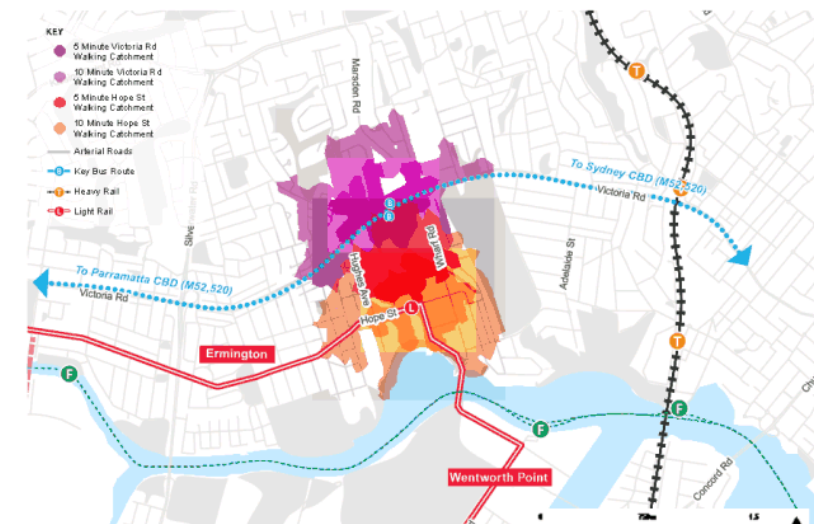 KEY
5 Minute Victoria Rd
Walking Catchment
10 Minute Victoria Rd
Walking Catchment
5 Minute Hope St
Walking Catchment
10 Minute Hope St
Walking Catchment
Arterial Roads
B
Key Bus Route
T
Heavy Rail
L
Light Rail
Marsden Rd
T
To Sydney CBD (M52,520)
Victoria Rd
T
B
B
Wharf Rd
Hughes Ave
Adelaide St
To Parramatta CBD (M52,520)
Victoria Rd
Hope St
L
Ermington
T
F
F
F
Wentworth Point
Concord Rd
0
1.5